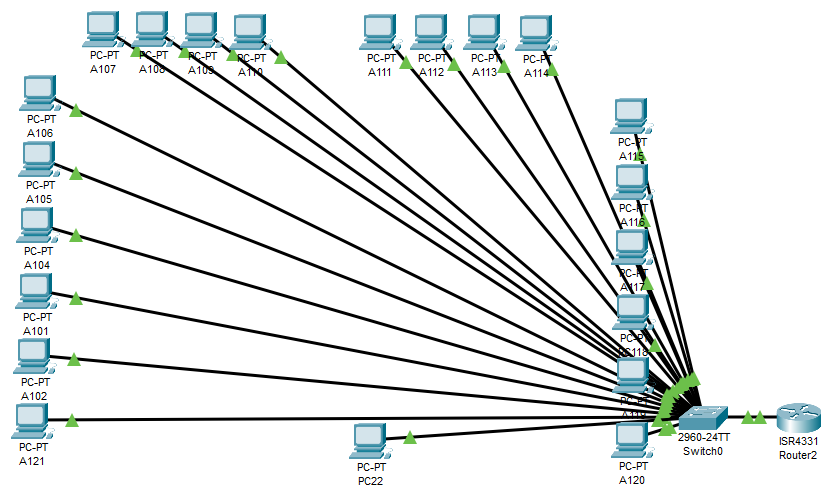 PC-PT
A107
PC-PT
A108
PC-PT
A109
PC-PT
A110
PC-PT
A111
PC-PT
A112
PC-PT
A113
PC-PT
A114
PC-PT
A106
PC-PT
A115
PC-PT
A105
PC-PT
A116
PC-PT
A104
PC-PT
A117
PC-PT
A101
PC-PT
PC118
PC-PT
A102
PC-PT
A119
PC-PT
A121
PC-PT
PC22
PC-PT
A120
2960-24TT
Switch0
ISR4331
Router2